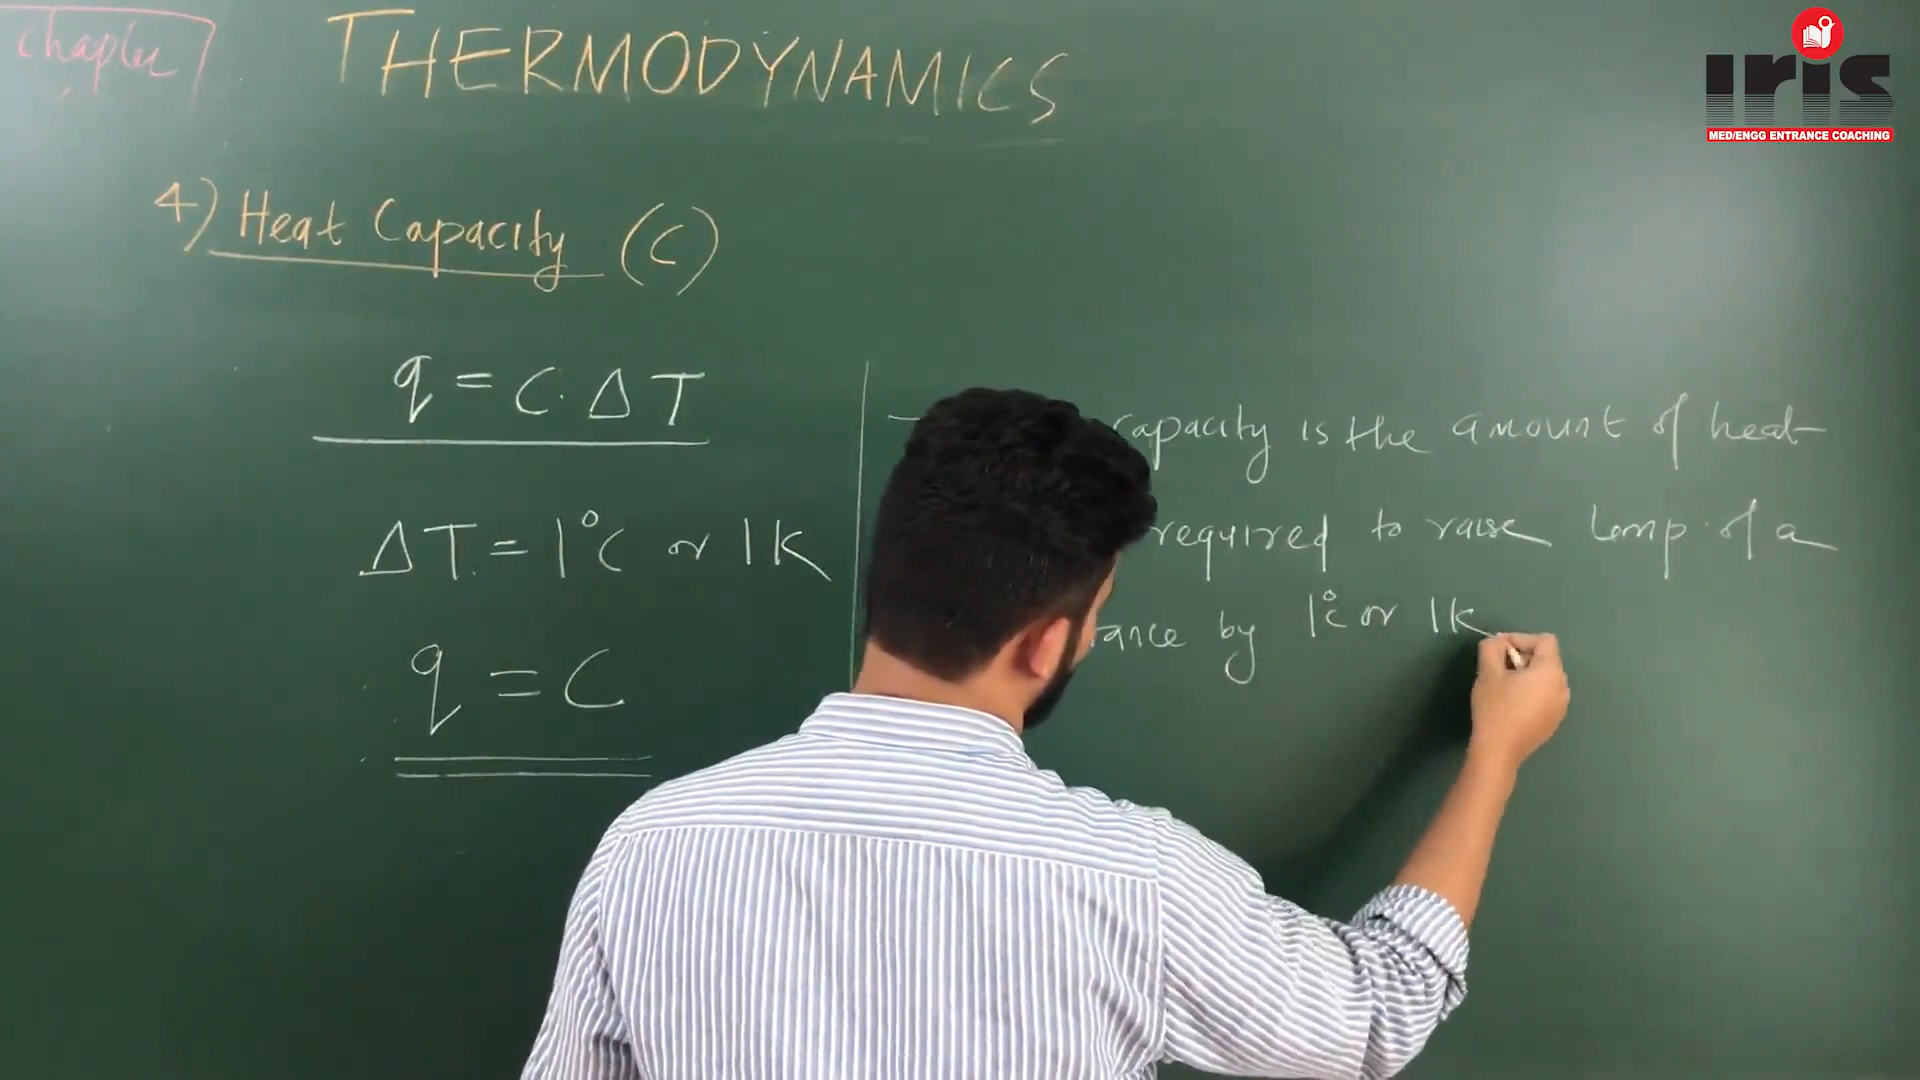 chapter
THERMODYNAMICS
iris
MED/ENGG ENTRANCE COACHING
4) Heat Capacity (C)
q = C. ΔT
ΔT = 1°C or 1K
q = C
capacity is the amount of heat
required to raise temp. of a
tance by 1°C or 1K